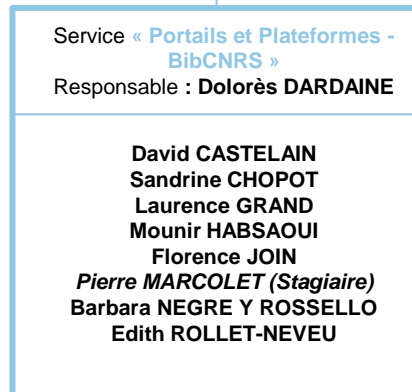 Service « Portails et Plateformes -
BibCNRS »
Responsable : Dolorès DARDAINE
David CASTELAIN
Sandrine CHOPOT
Laurence GRAND
Mounir HABSAOUI
Florence JOIN
Pierre MARCOLET (Stagiaire)
Barbara NEGRE Y ROSSELLO
Edith ROLLET-NEVEU